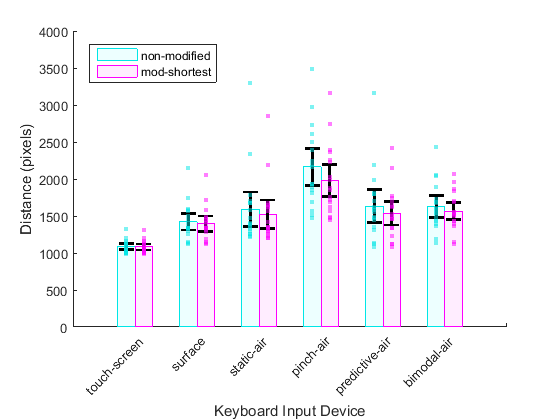 4000
3500
3000
2500
2000
1500
1000
500
0
Distance (pixels)
non-modified
mod-shortest
touch-screen
surface
static-air
pinch-air
predictive-air
bimodal-air
Keyboard Input Device